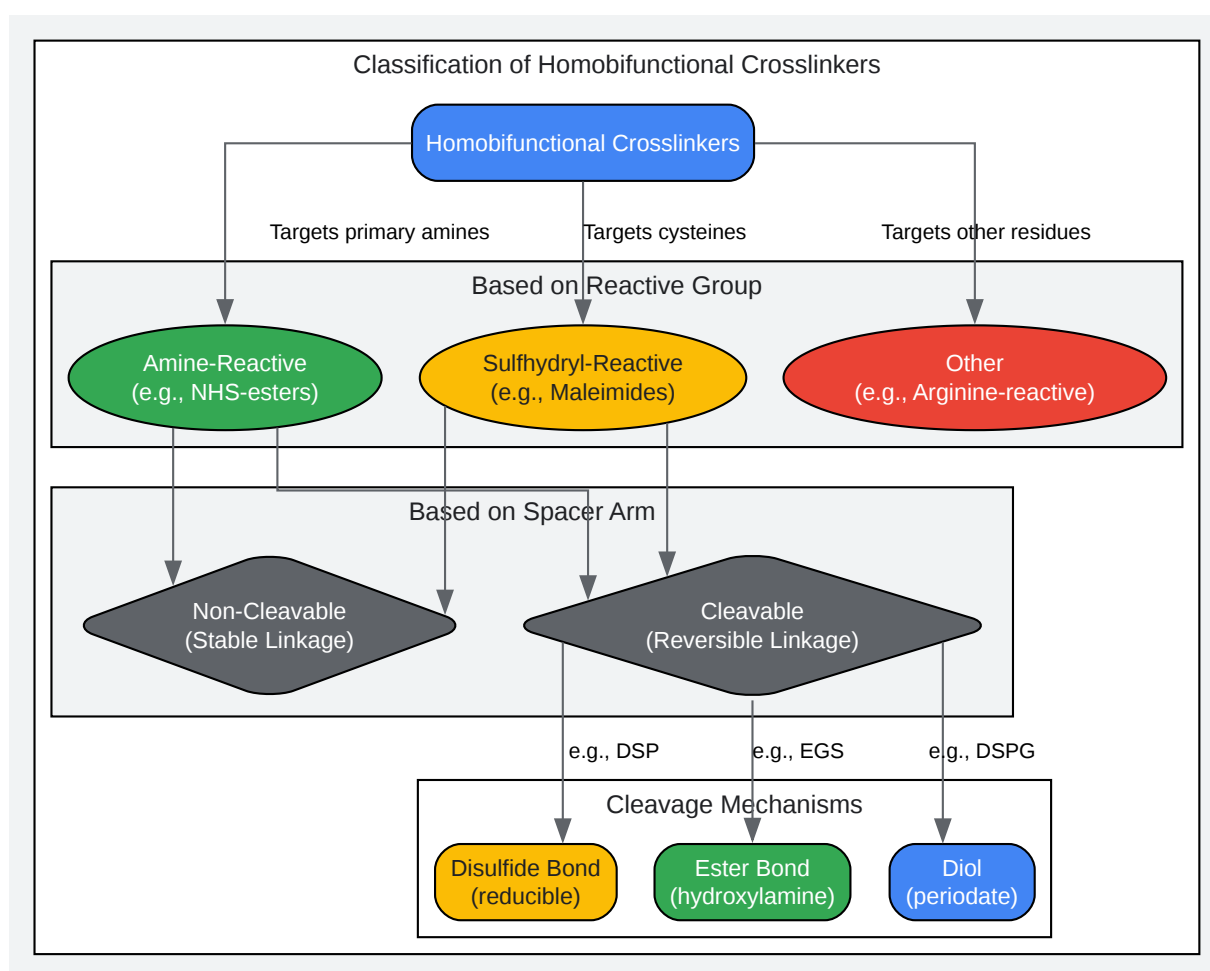 Classification of Homobifunctional Crosslinkers
Homobifunctional Crosslinkers
Targets primary amines
Targets cysteines
Targets other residues
Based on Reactive Group
Amine-Reactive
(e.g., NHS-esters)
Sulfhydryl-Reactive
(e.g., Maleimides)
Other
(e.g., Arginine-reactive)
Based on Spacer Arm
Non-Cleavable
(Stable Linkage)
Cleavable
(Reversible Linkage)
e.g., DSP
e.g., EGS
e.g., DSPG
Cleavage Mechanisms
Disulfide Bond
(reducible)
Ester Bond
(hydroxylamine)
Diol
(periodate)